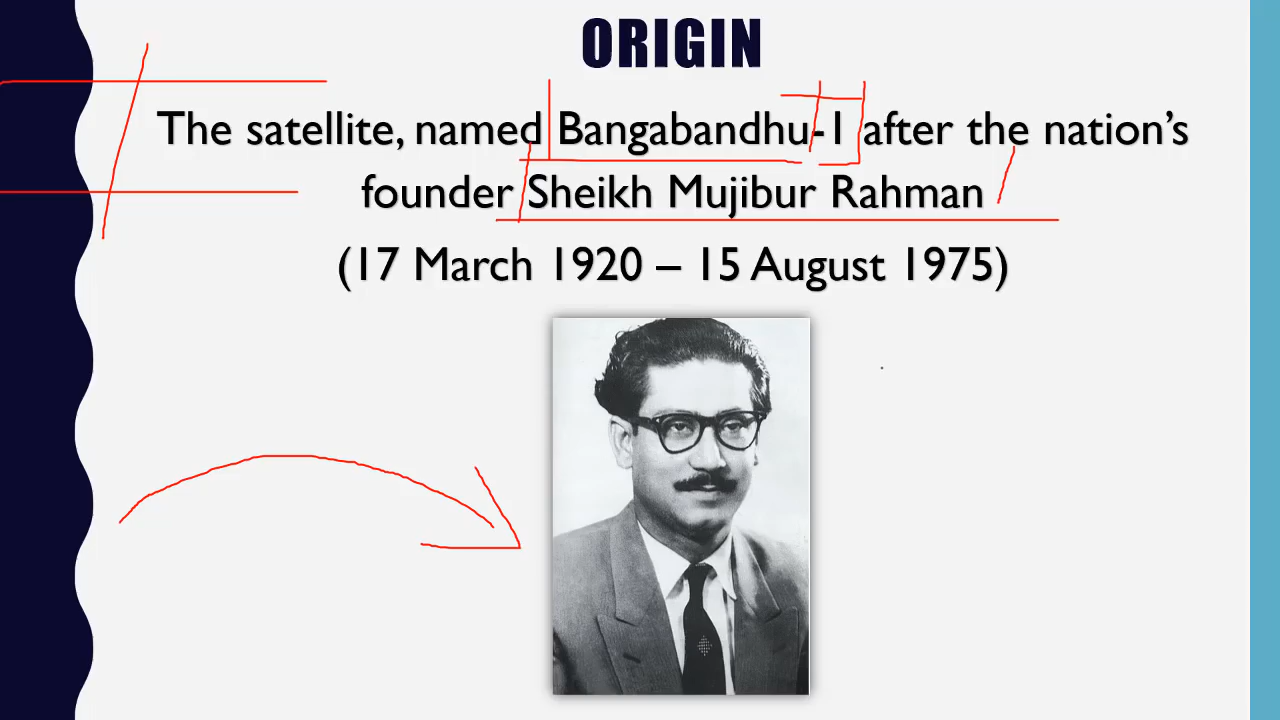 ORIGIN
The satellite, named Bangabandhu-1 after the nation’s
founder Sheikh Mujibur Rahman
(17 March 1920 – 15 August 1975)